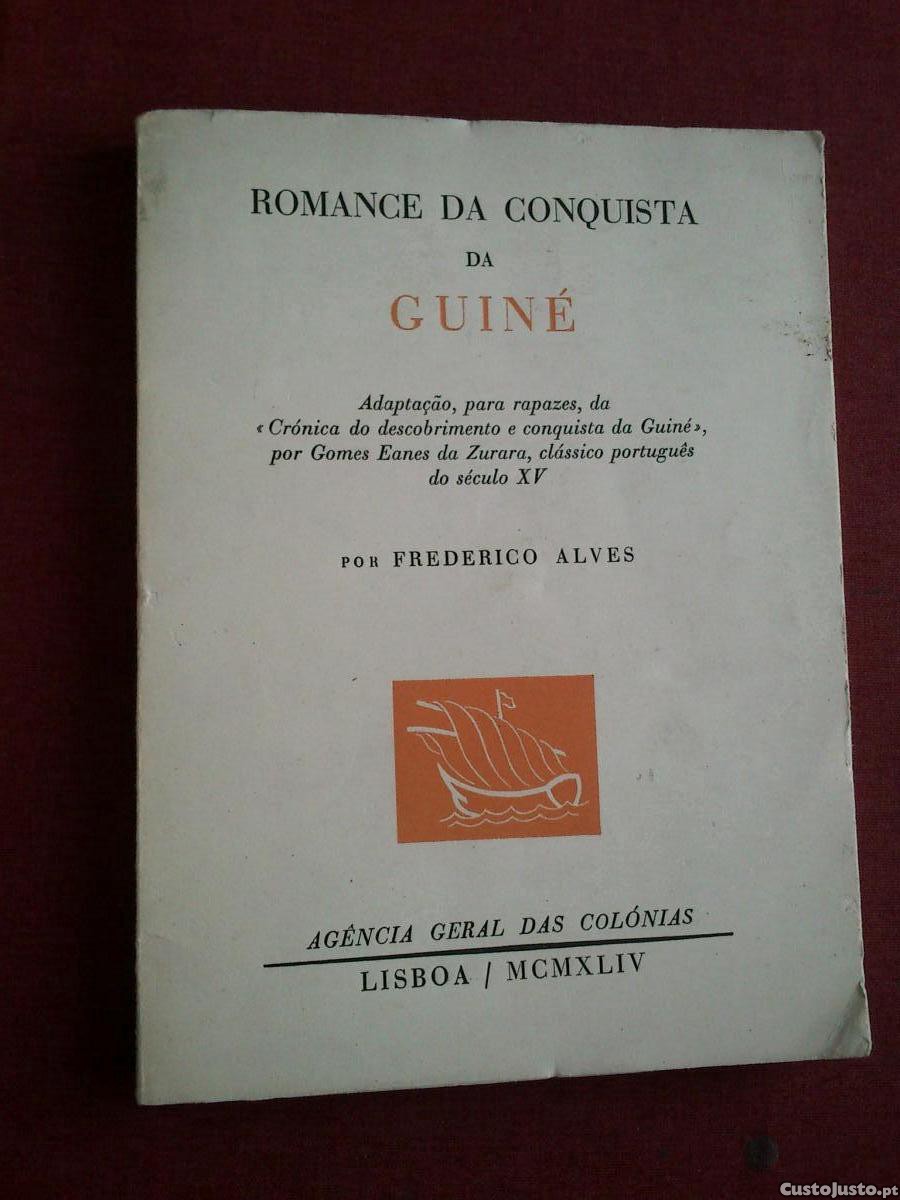 ROMANCE DA CONQUISTA
DA
GUINÉ
Adaptação, para rapazes, da
«Crónica do descobrimento e conquista da Guiné»,
por Gomes Eanes da Zurara, clássico português
do século XV
POR FREDERICO ALVES
AGÊNCIA GERAL DAS COLÓNIAS
LISBOA / MCMXLIV
CustoJusto.pt